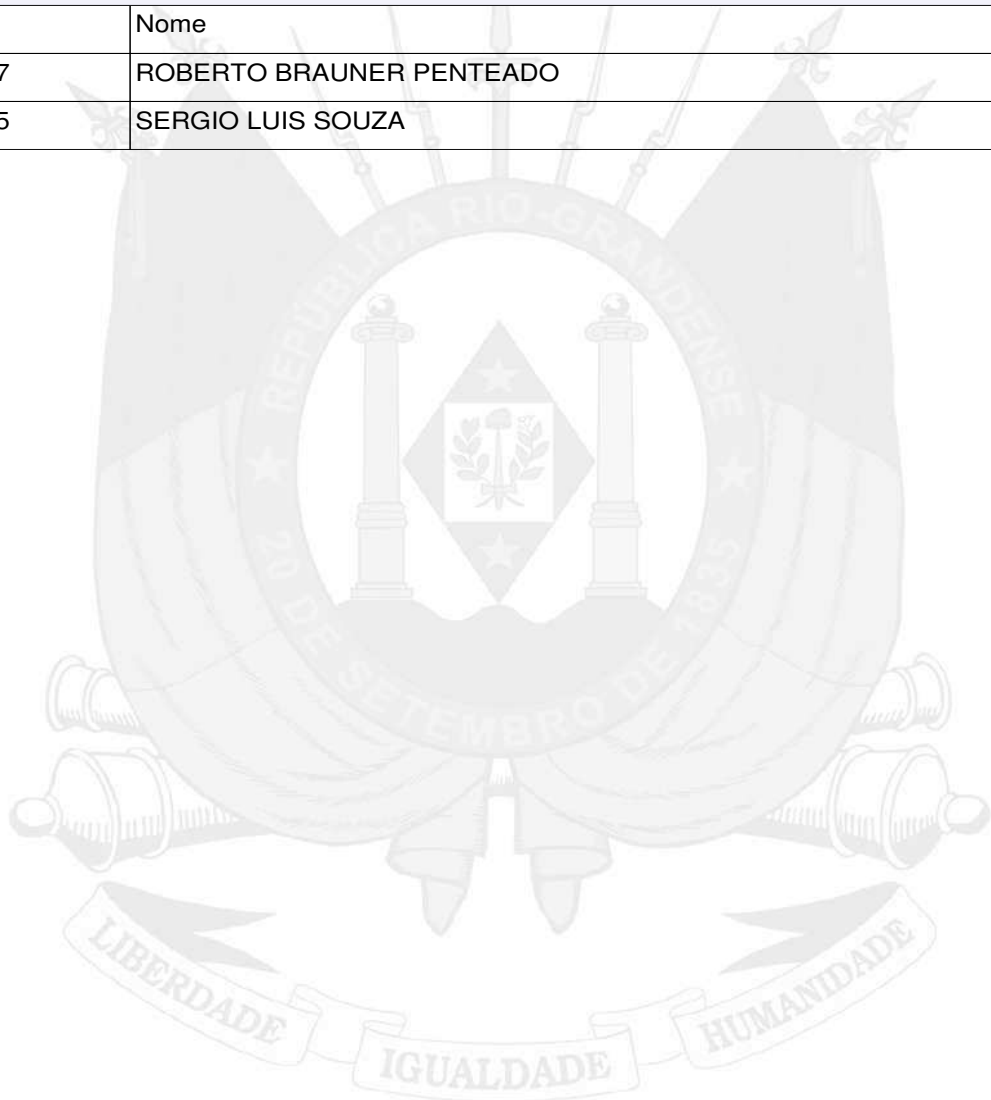 Nome
7 ROBERTO BRAUNER PENTEADO
5 SERGIO LUIS SOUZA
REPÚBLICA RIO-GRANDENSE
20 DE SETEMBRO DE 1835
LIBERDADE IGUALDADE HUMANIDADE